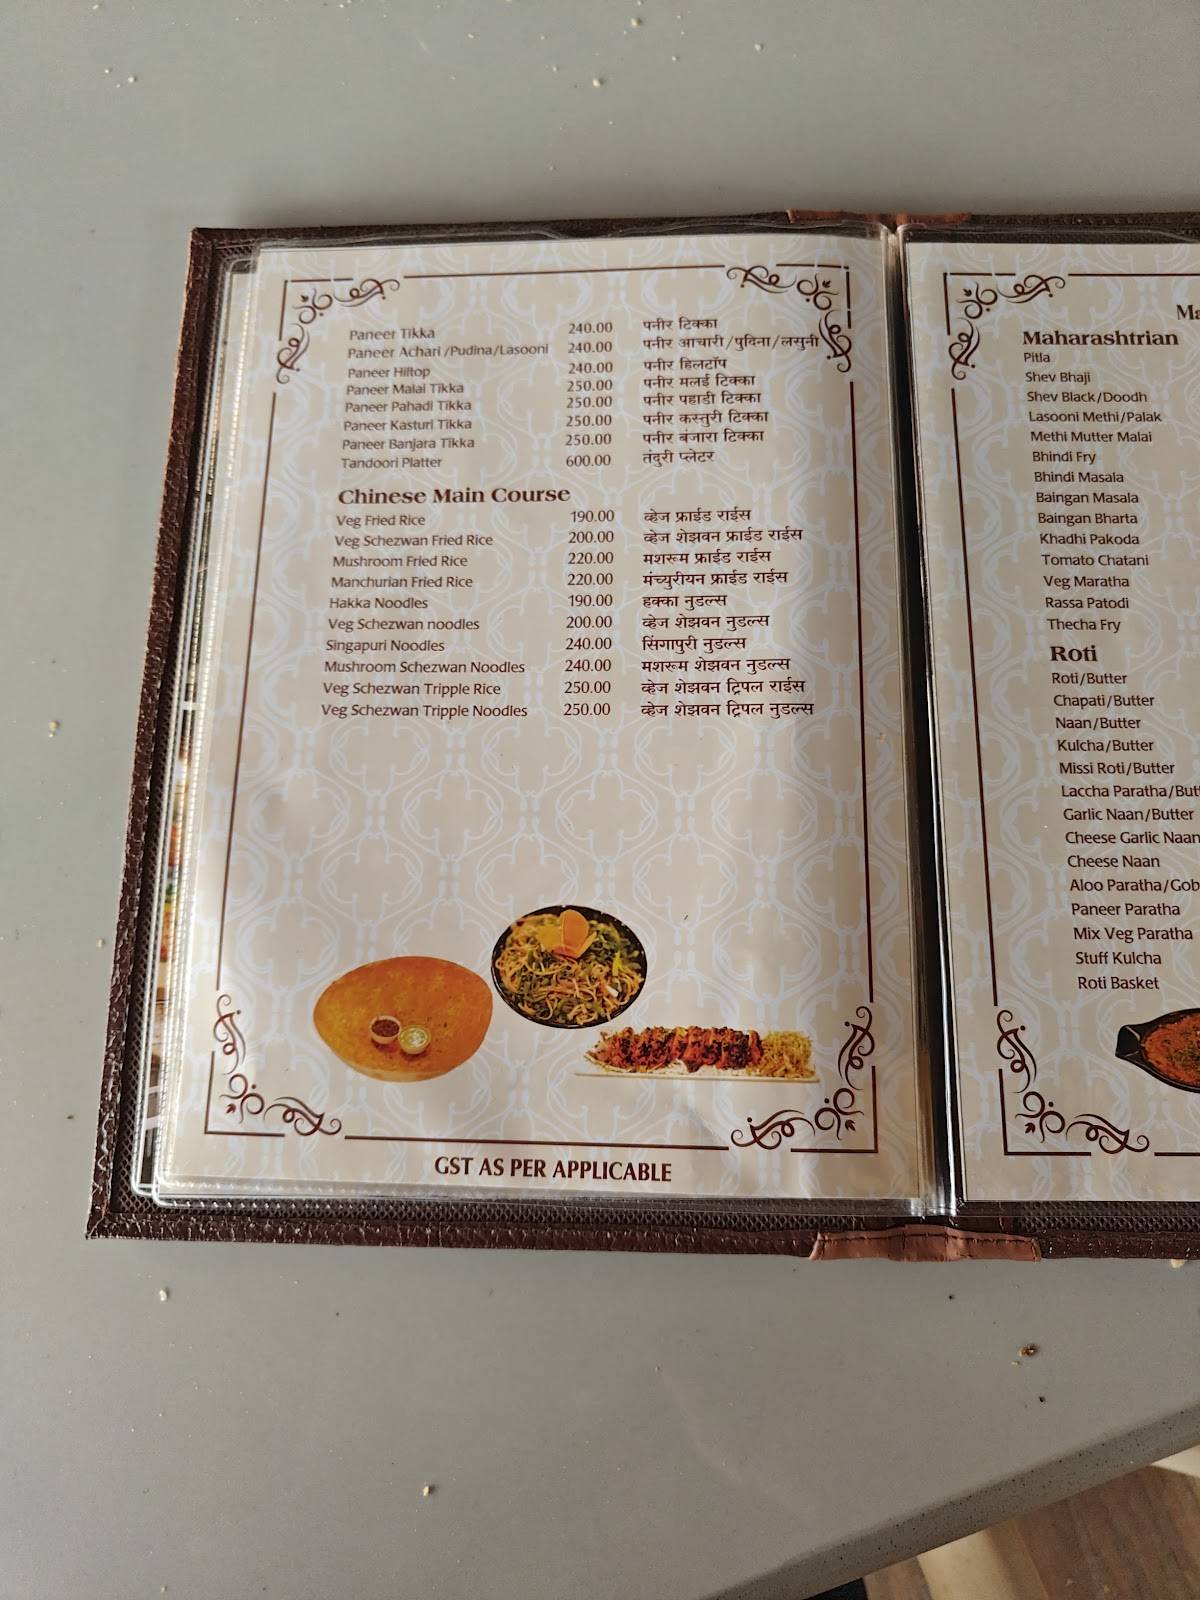 Paneer Tikka 240.00 पनीर टिक्का
Paneer Achari/Pudina/Lasooni 240.00 पनीर आचारी/पुदिना/लसुनी
Paneer Hiltop 240.00 पनीर हिलटॉप
Paneer Malai Tikka 250.00 पनीर मलई टिक्का
Paneer Pahadi Tikka 250.00 पनीर पहाडी टिक्का
Paneer Kasturi Tikka 250.00 पनीर कस्तुरी टिक्का
Paneer Banjara Tikka 250.00 पनीर बंजारा टिक्का
Tandoori Platter 600.00 तंदुरी प्लेटर
Chinese Main Course
Veg Fried Rice 190.00 व्हेज फ्राईड राईस
Veg Schezwan Fried Rice 200.00 व्हेज शेझवन फ्राईड राईस
Mushroom Fried Rice 220.00 मशरूम फ्राईड राईस
Manchurian Fried Rice 220.00 मंच्युरीयन फ्राईड राईस
Hakka Noodles 190.00 हक्का नुडल्स
Veg Schezwan noodles 200.00 व्हेज शेझवन नुडल्स
Singapuri Noodles 240.00 सिंगापुरी नुडल्स
Mushroom Schezwan Noodles 240.00 मशरूम शेझवन नुडल्स
Veg Schezwan Tripple Rice 250.00 व्हेज शेझवन ट्रिपल राईस
Veg Schezwan Tripple Noodles 250.00 व्हेज शेझवन ट्रिपल नुडल्स
GST AS PER APPLICABLE
Ma
Maharashtrian
Pitla
Shev Bhaji
Shev Black/Doodh
Lasooni Methi/Palak
Methi Mutter Malai
Bhindi Fry
Bhindi Masala
Baingan Masala
Baingan Bharta
Khadhi Pakoda
Tomato Chatani
Veg Maratha
Rassa Patodi
Thecha Fry
Roti
Roti/Butter
Chapati/Butter
Naan/Butter
Kulcha/Butter
Missi Roti/Butter
Laccha Paratha/But
Garlic Naan/Butter
Cheese Garlic Naan
Cheese Naan
Aloo Paratha/Gob
Paneer Paratha
Mix Veg Paratha
Stuff Kulcha
Roti Basket